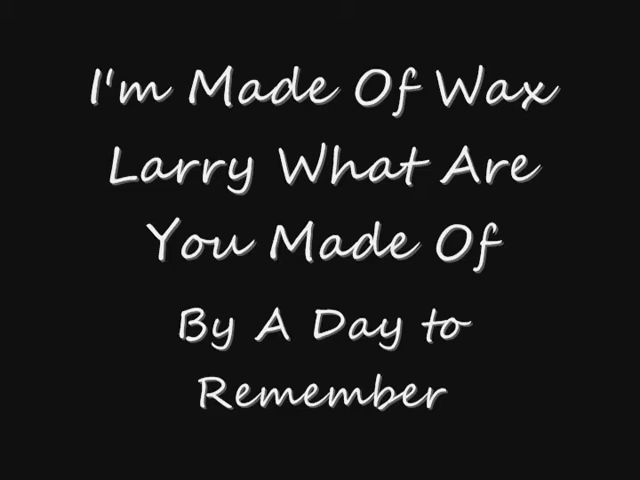 I'm Made Of Wax
Larry What Are
You Made Of
By A Day to
Remember